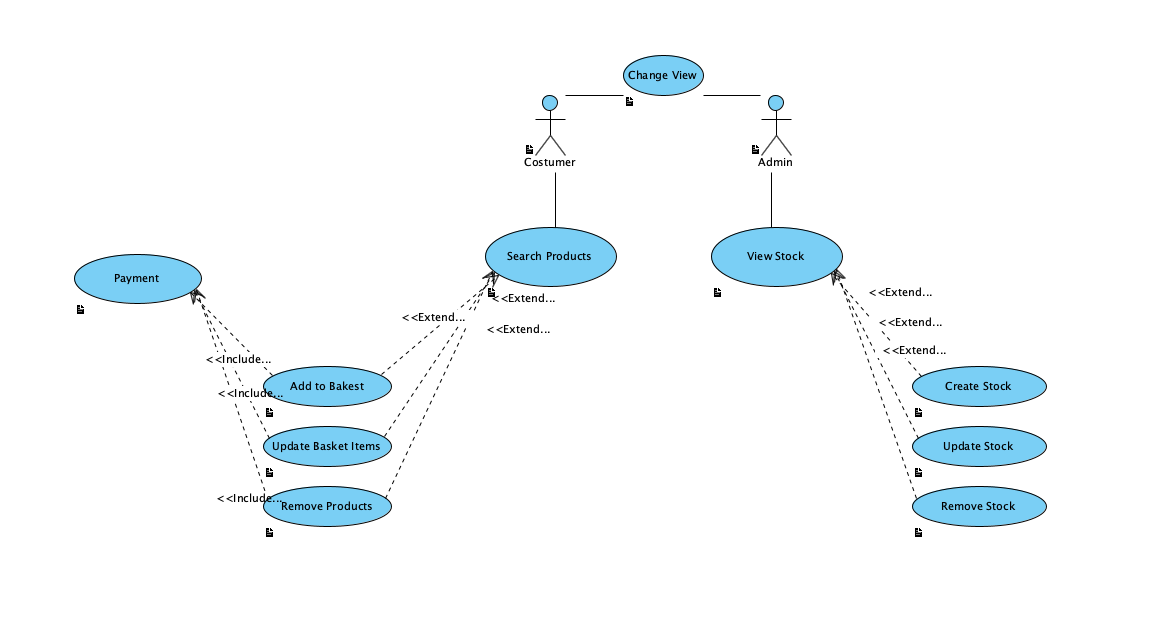 Change View
Costumer
Admin
Search Products
View Stock
Payment
<<Extend...
<<Extend...
<<Extend...
<<Extend...
<<Extend...
<<Extend...
<<Include...
<<Include...
<<Include...
Add to Bakest
Update Basket Items
Remove Products
Create Stock
Update Stock
Remove Stock